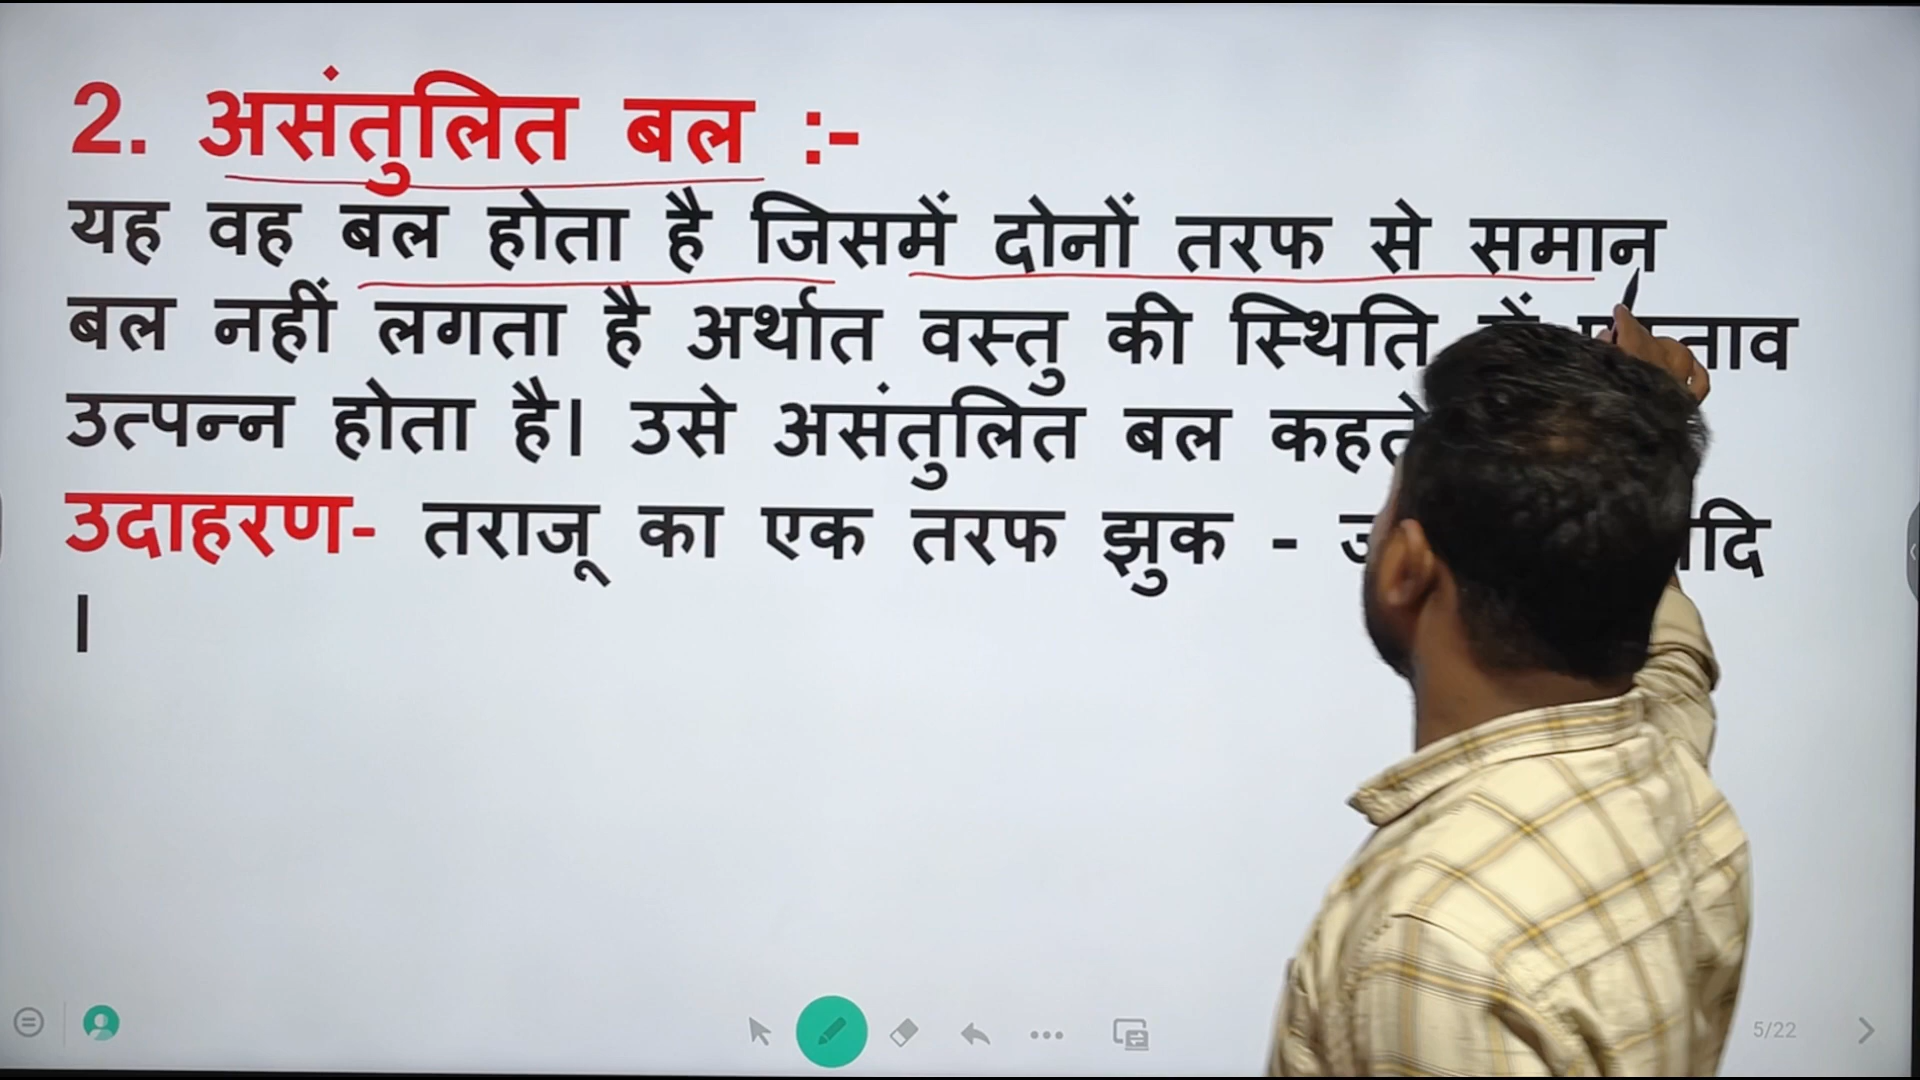 2. असंतुलित बल :-
यह वह बल होता है जिसमें दोनों तरफ से समान
बल नहीं लगता है अर्थात वस्तु की स्थिति
उत्पन्न होता है। उसे असंतुलित बल कहते
उदाहरण- तराजू का एक तरफ झुक -
।
5/22